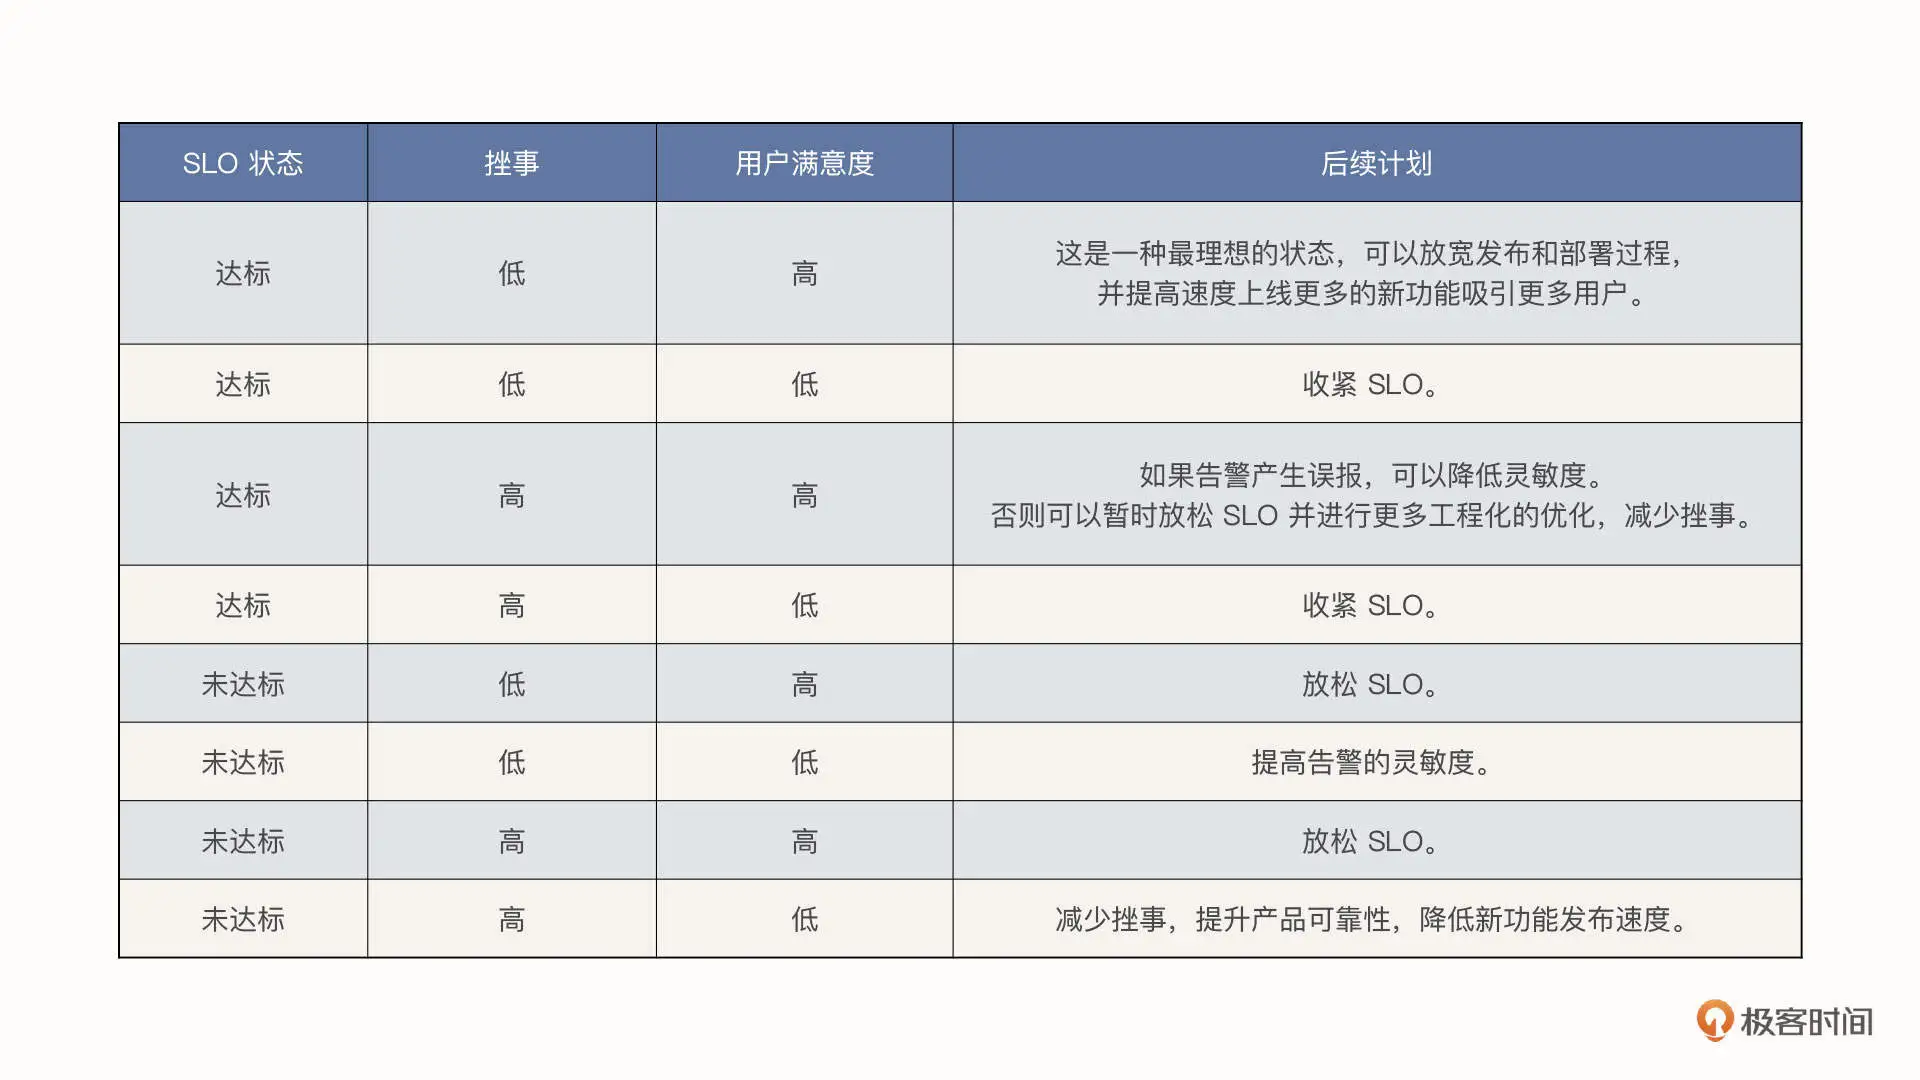 SLO 状态 挫事 用户满意度 后续计划
达标 低 高 这是一种最理想的状态，可以放宽发布和部署过程，
并提高速度上线更多的新功能吸引更多用户。
达标 低 低 收紧 SLO。
达标 高 高 如果告警产生误报，可以降低灵敏度。
否则可以暂时放松 SLO 并进行更多工程化的优化，减少挫事。
达标 高 低 收紧 SLO。
未达标 低 高 放松 SLO。
未达标 低 低 提高告警的灵敏度。
未达标 高 高 放松 SLO。
未达标 高 低 减少挫事，提升产品可靠性，降低新功能发布速度。
极客时间